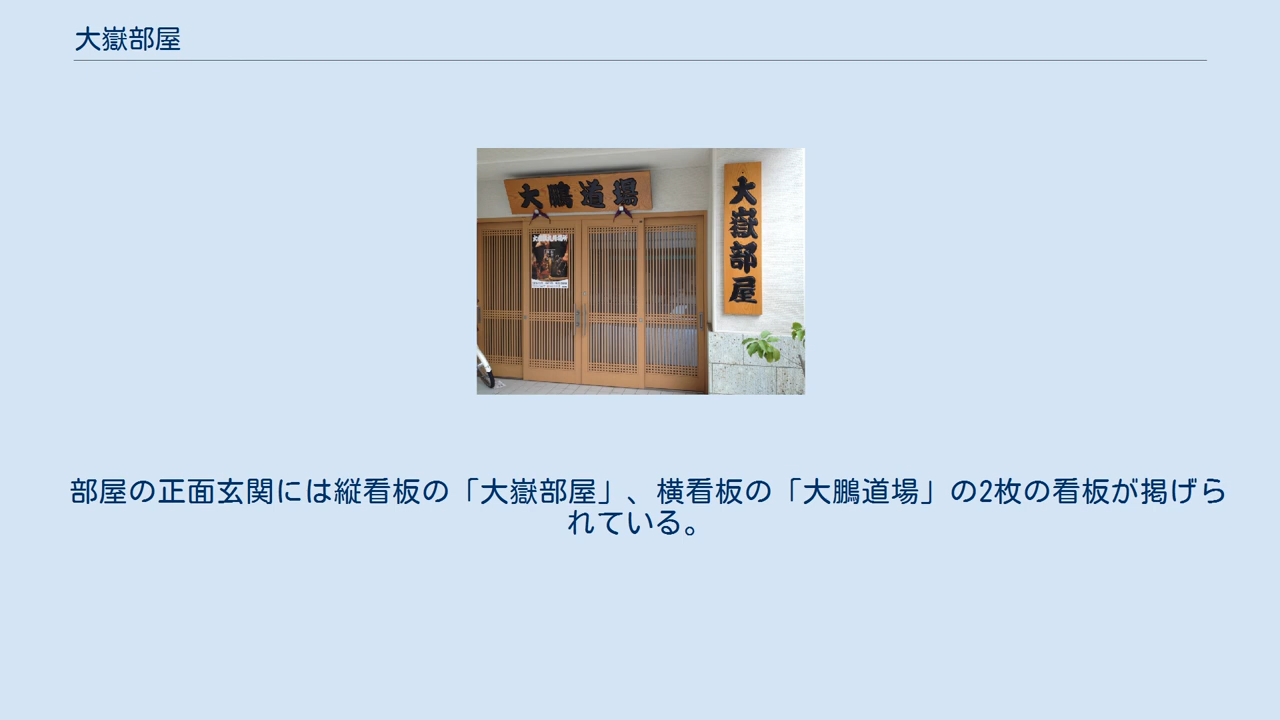 大嶽部屋
大鵬道場
大嶽部屋
部屋の正面玄関には縦看板の「大嶽部屋」、横看板の「大鵬道場」の2枚の看板が掲げら
れている。